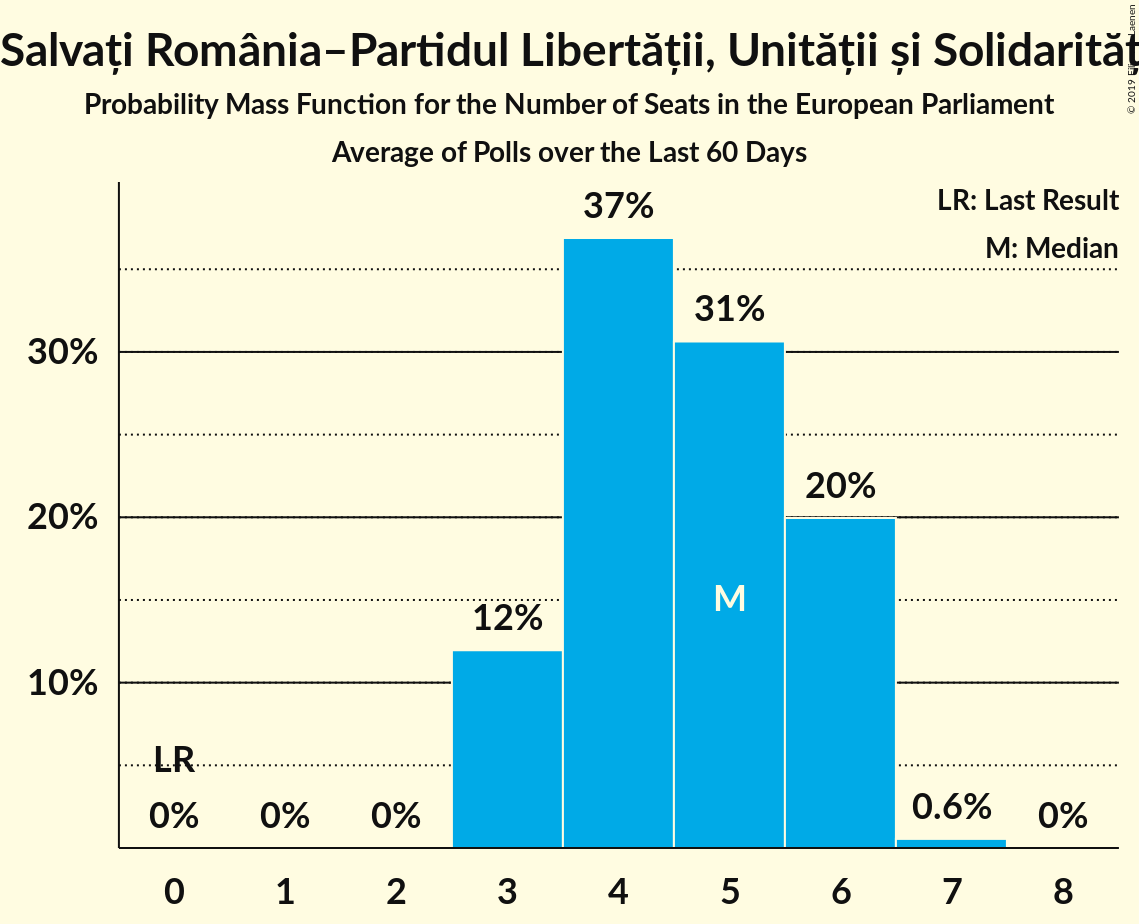 Salvați România–Partidul Libertății, Unității și Solidarităț
Probability Mass Function for the Number of Seats in the European Parliament
Average of Polls over the Last 60 Days
© 2019 Laenen
LR: Last Result
M: Median
37%
31%
30%
20%
20%
M
12%
10%
LR
0%
0%
0%
0.6%
0%
0 1 2 3 4 5 6 7 8